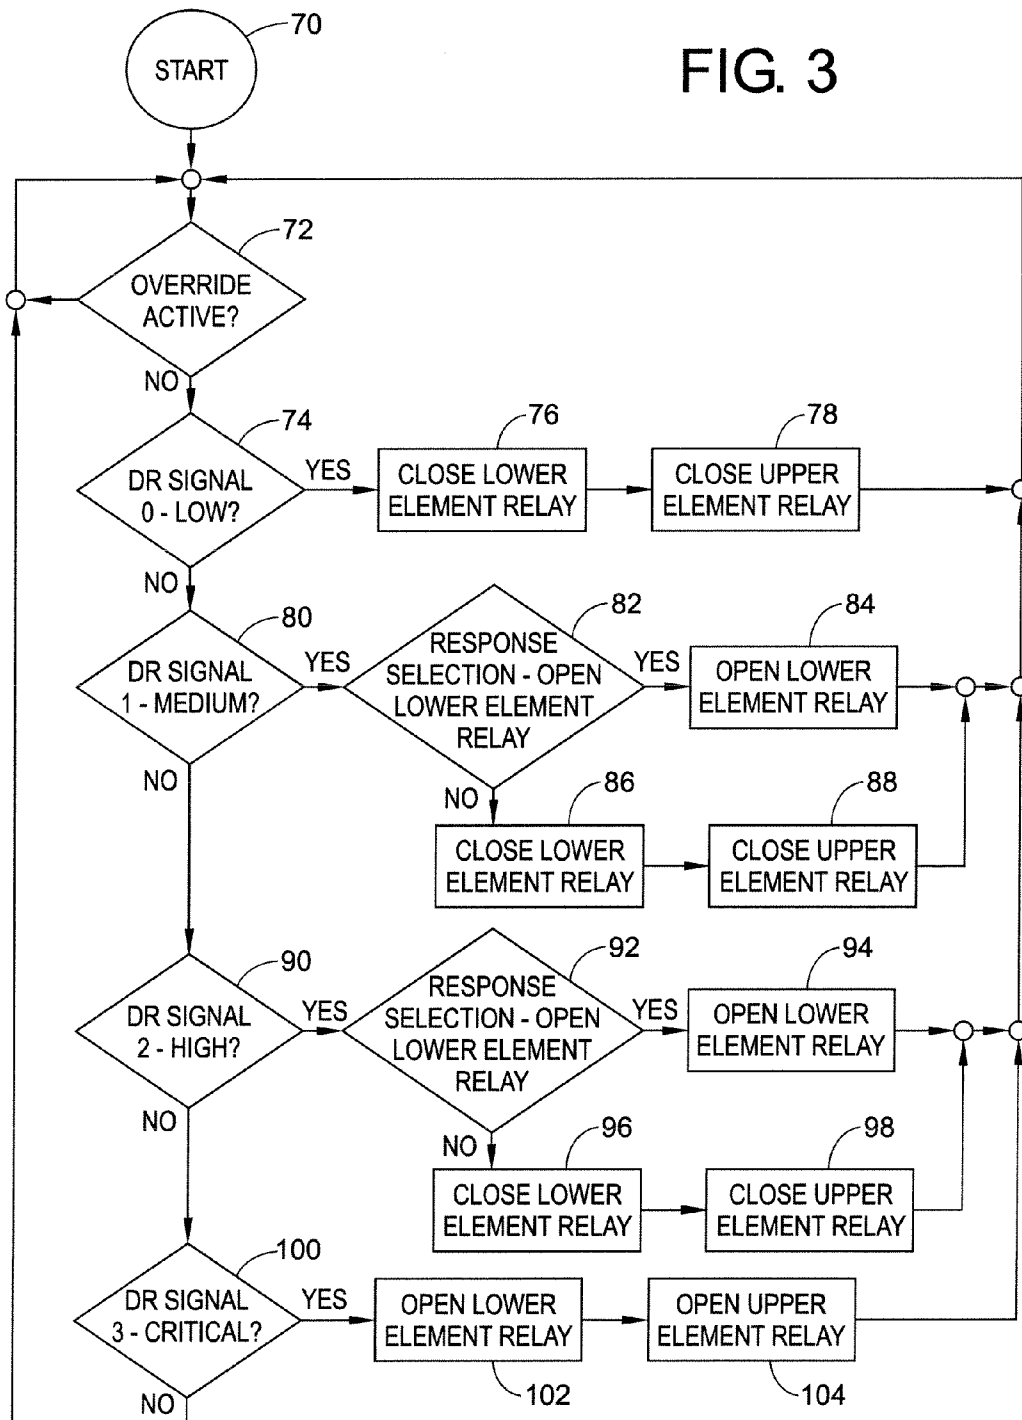 70
START
FIG. 3
72
OVERRIDE
ACTIVE?
NO
74
DR SIGNAL
0 - LOW?
YES
76
CLOSE LOWER
ELEMENT RELAY
78
CLOSE UPPER
ELEMENT RELAY
NO
80
DR SIGNAL
1 - MEDIUM?
YES
82
RESPONSE
SELECTION - OPEN
LOWER ELEMENT
RELAY
YES
84
OPEN LOWER
ELEMENT RELAY
NO
NO
86
CLOSE LOWER
ELEMENT RELAY
88
CLOSE UPPER
ELEMENT RELAY
90
DR SIGNAL
2 - HIGH?
YES
92
RESPONSE
SELECTION - OPEN
LOWER ELEMENT
RELAY
YES
94
OPEN LOWER
ELEMENT RELAY
NO
NO
96
CLOSE LOWER
ELEMENT RELAY
98
CLOSE UPPER
ELEMENT RELAY
100
DR SIGNAL
3 - CRITICAL?
YES
OPEN LOWER
ELEMENT RELAY
102
OPEN UPPER
ELEMENT RELAY
104
NO